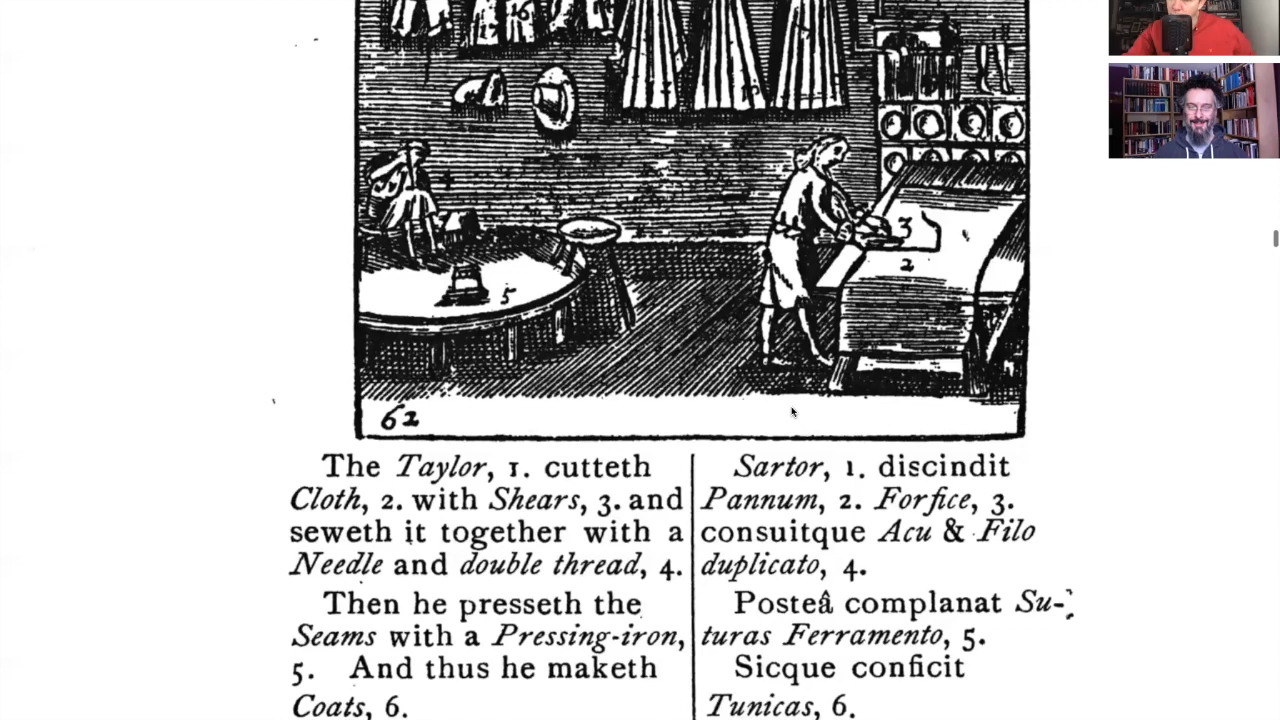 3
2
5
62
The Taylor, 1. cutteth
Cloth, 2. with Shears, 3. and
seweth it together with a
Needle and double thread, 4.
Then he presseth the
Seams with a Pressing-iron,
5. And thus he maketh
Coats, 6.
Sartor, 1. discindit
Pannum, 2. Forfice, 3.
consuitque Acu & Filo
duplicato, 4.
Posteâ complanat Su-
turas Ferramento, 5.
Sicque conficit
Tunicas, 6.